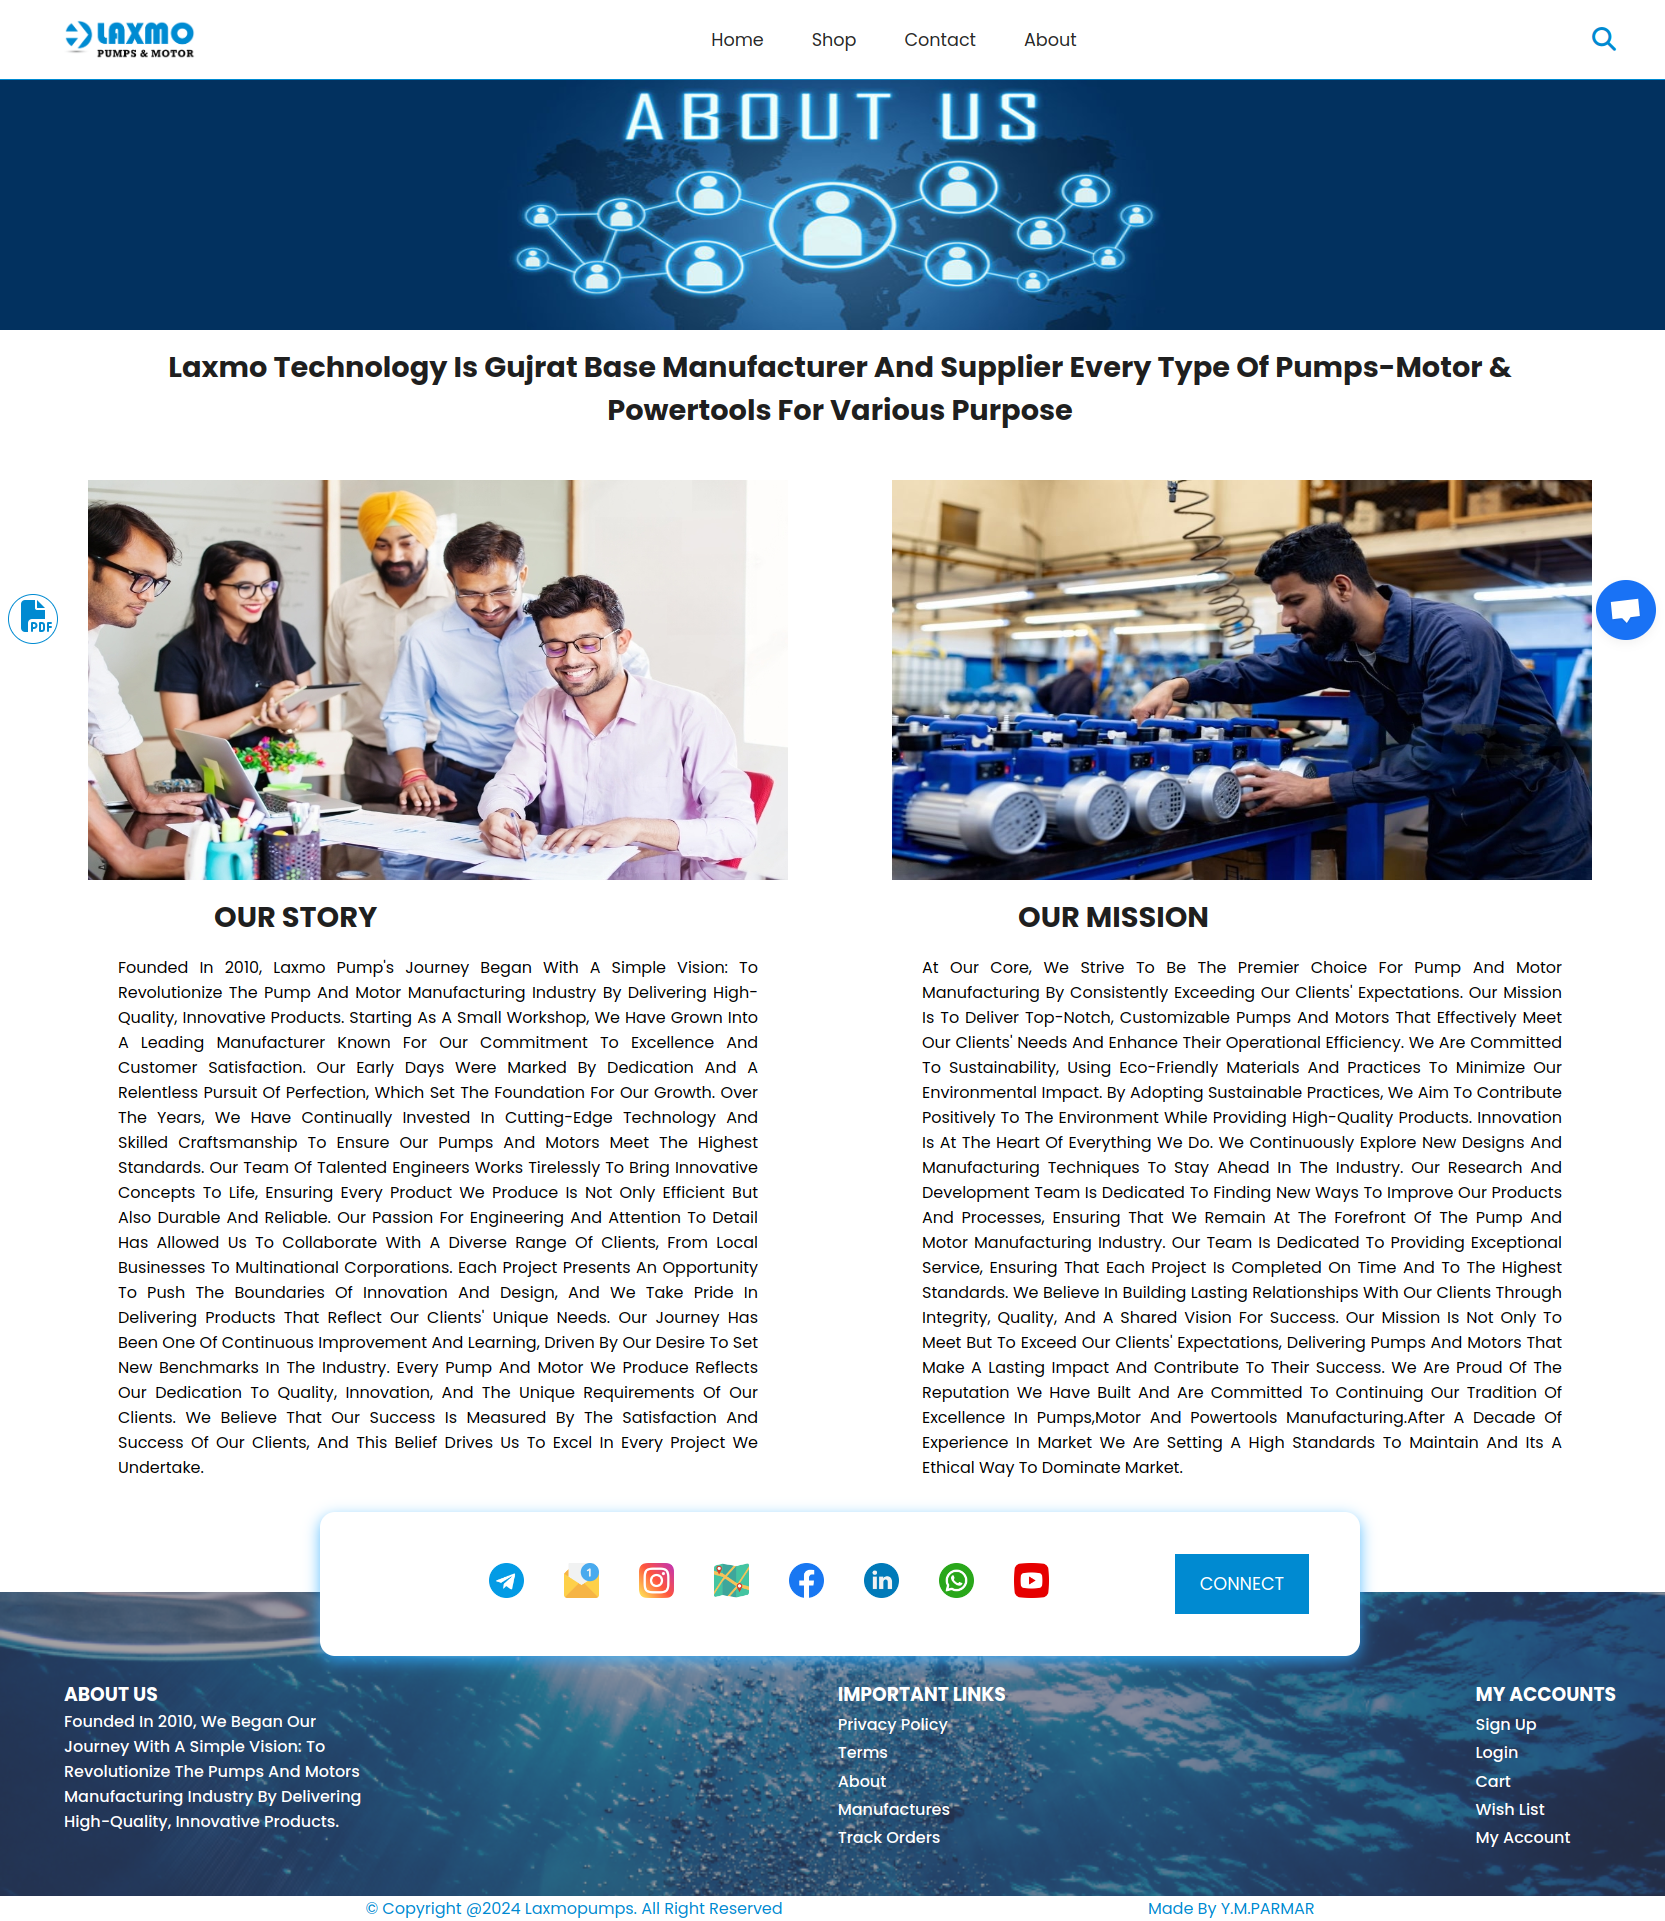 LAXMO
PUMPS & MOTOR
Home
Shop
Contact
About
ABOUT US
Laxmo Technology Is Gujrat Base Manufacturer And Supplier Every Type Of Pumps-Motor &
Powertools For Various Purpose
PDF
OUR STORY
Founded In 2010, Laxmo Pump's Journey Began With A Simple Vision: To
Revolutionize The Pump And Motor Manufacturing Industry By Delivering High-
Quality, Innovative Products. Starting As A Small Workshop, We Have Grown Into
A Leading Manufacturer Known For Our Commitment To Excellence And
Customer Satisfaction. Our Early Days Were Marked By Dedication And A
Relentless Pursuit Of Perfection, Which Set The Foundation For Our Growth. Over
The Years, We Have Continually Invested In Cutting-Edge Technology And
Skilled Craftsmanship To Ensure Our Pumps And Motors Meet The Highest
Standards. Our Team Of Talented Engineers Works Tirelessly To Bring Innovative
Concepts To Life, Ensuring Every Product We Produce Is Not Only Efficient But
Also Durable And Reliable. Our Passion For Engineering And Attention To Detail
Has Allowed Us To Collaborate With A Diverse Range Of Clients, From Local
Businesses To Multinational Corporations. Each Project Presents An Opportunity
To Push The Boundaries Of Innovation And Design, And We Take Pride In
Delivering Products That Reflect Our Clients' Unique Needs. Our Journey Has
Been One Of Continuous Improvement And Learning, Driven By Our Desire To Set
New Benchmarks In The Industry. Every Pump And Motor We Produce Reflects
Our Dedication To Quality, Innovation, And The Unique Requirements Of Our
Clients. We Believe That Our Success Is Measured By The Satisfaction And
Success Of Our Clients, And This Belief Drives Us To Excel In Every Project We
Undertake.
OUR MISSION
At Our Core, We Strive To Be The Premier Choice For Pump And Motor
Manufacturing By Consistently Exceeding Our Clients' Expectations. Our Mission
Is To Deliver Top-Notch, Customizable Pumps And Motors That Effectively Meet
Our Clients' Needs And Enhance Their Operational Efficiency. We Are Committed
To Sustainability, Using Eco-Friendly Materials And Practices To Minimize Our
Environmental Impact. By Adopting Sustainable Practices, We Aim To Contribute
Positively To The Environment While Providing High-Quality Products. Innovation
Is At The Heart Of Everything We Do. We Continuously Explore New Designs And
Manufacturing Techniques To Stay Ahead In The Industry. Our Research And
Development Team Is Dedicated To Finding New Ways To Improve Our Products
And Processes, Ensuring That We Remain At The Forefront Of The Pump And
Motor Manufacturing Industry. Our Team Is Dedicated To Providing Exceptional
Service, Ensuring That Each Project Is Completed On Time And To The Highest
Standards. We Believe In Building Lasting Relationships With Our Clients Through
Integrity, Quality, And A Shared Vision For Success. Our Mission Is Not Only To
Meet But To Exceed Our Clients' Expectations, Delivering Pumps And Motors That
Make A Lasting Impact And Contribute To Their Success. We Are Proud Of The
Reputation We Have Built And Are Committed To Continuing Our Tradition Of
Excellence In Pumps,Motor And Powertools Manufacturing.After A Decade Of
Experience In Market We Are Setting A High Standards To Maintain And Its A
Ethical Way To Dominate Market.
1
in
CONNECT
ABOUT US
Founded In 2010, We Began Our
Journey With A Simple Vision: To
Revolutionize The Pumps And Motors
Manufacturing Industry By Delivering
High-Quality, Innovative Products.
IMPORTANT LINKS
Privacy Policy
Terms
About
Manufactures
Track Orders
MY ACCOUNTS
Sign Up
Login
Cart
Wish List
My Account
© Copyright @2024 Laxmopumps. All Right Reserved
Made By Y.M.PARMAR